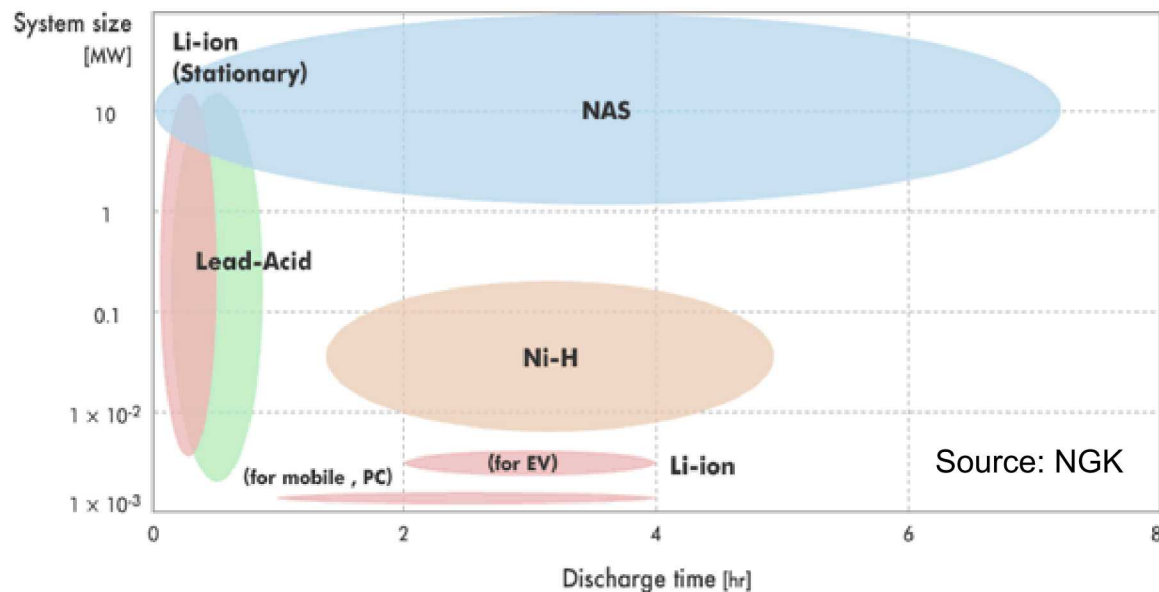 System size
[MW]
Li-ion
(Stationary)
NAS
10
1
Lead-Acid
0.1
Ni-H
1 × 10⁻²
(for mobile , PC)
(for EV)
Li-ion
Source: NGK
1 × 10⁻³
0
2
4
6
8
Discharge time [hr]